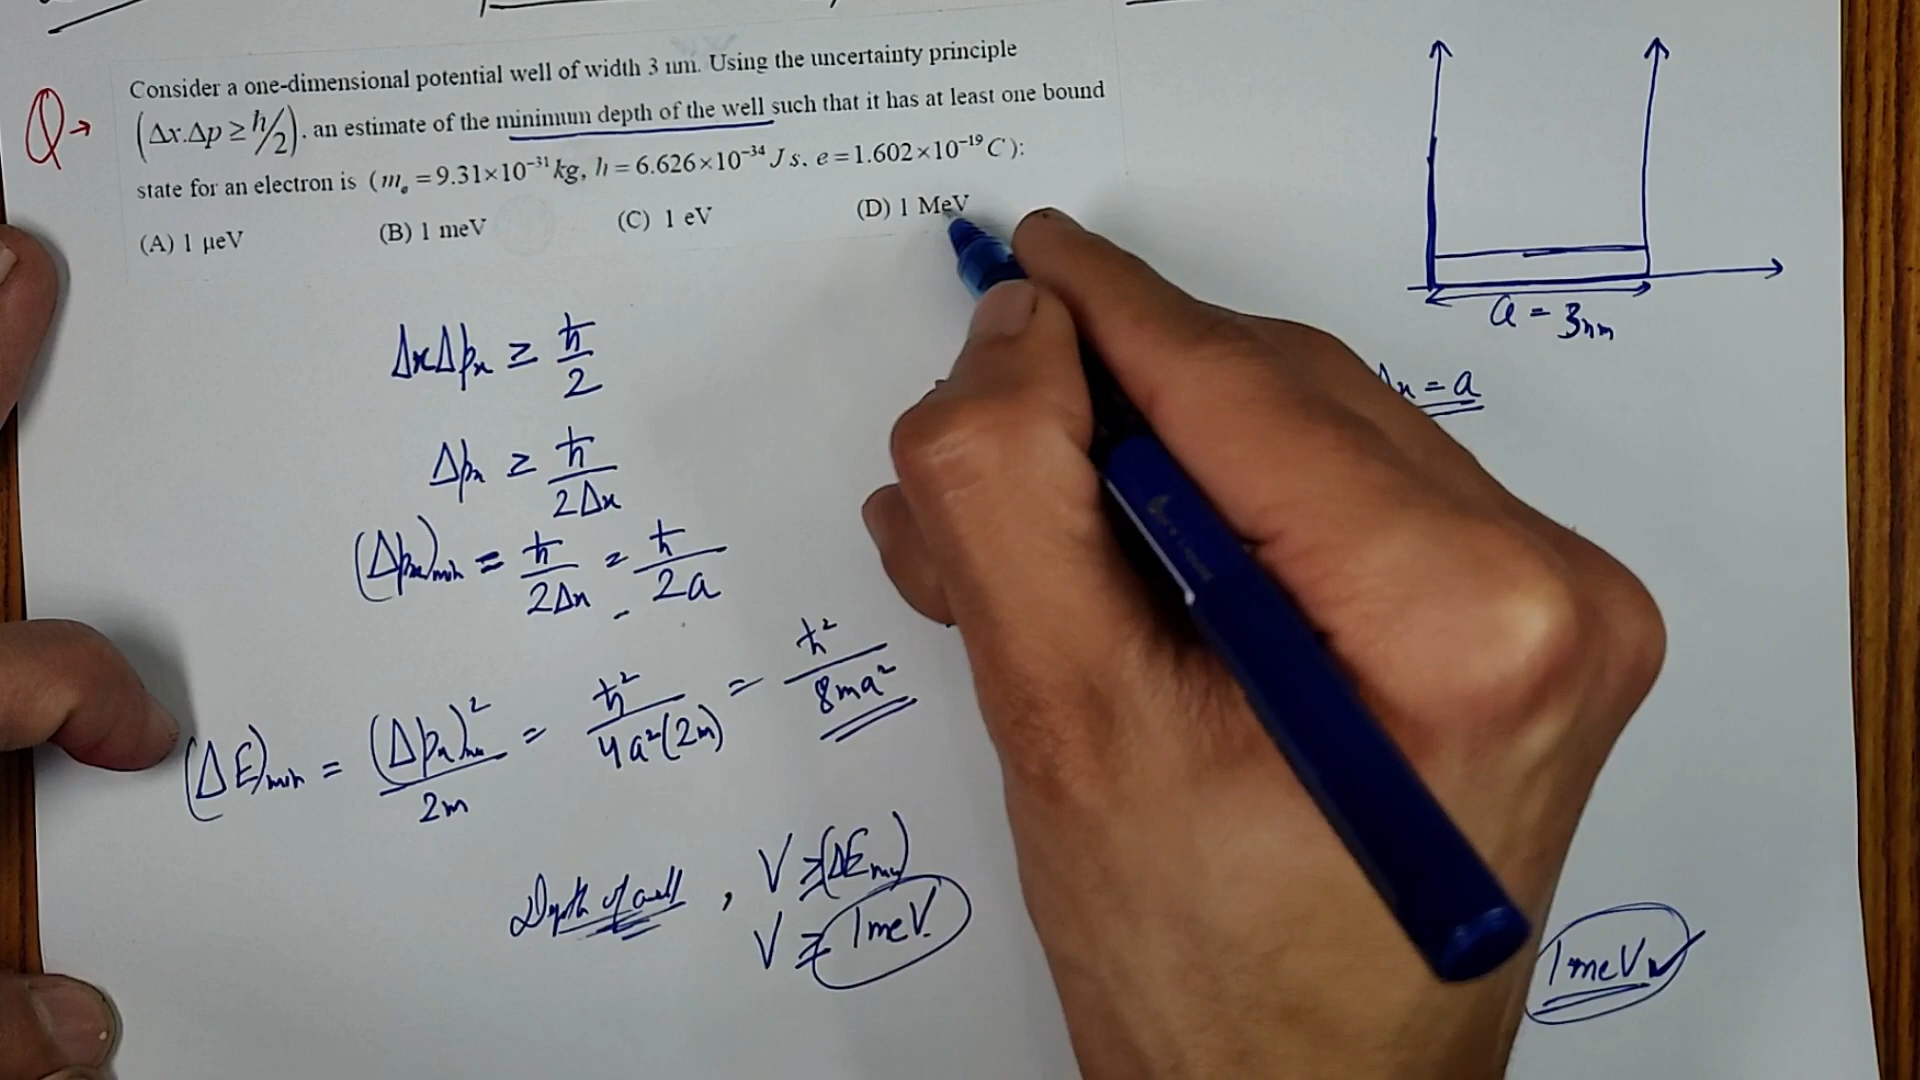 Q→
Consider a one-dimensional potential well of width 3 nm. Using the uncertainty principle
(Δx.Δp ≥ ħ/2), an estimate of the minimum depth of the well such that it has at least one bound
state for an electron is (mₑ = 9.31×10⁻³¹ kg, h = 6.626×10⁻³⁴ J s, e = 1.602×10⁻¹⁹ C):
(A) 1 μeV (B) 1 meV (C) 1 eV (D) 1 MeV
a = 3nm
x = a
ΔxΔpₓ ≥ ħ/2
Δpₓ ≥ ħ/2Δx
(Δpₓ)min = ħ/2Δx = ħ/2a
(ΔE)min = (Δpₓ)²min/2m = ħ²/4a²(2m) = ħ²/8ma²
Depth of well, V ≥ (ΔEmin)
V ≥ 1meV.
1meV